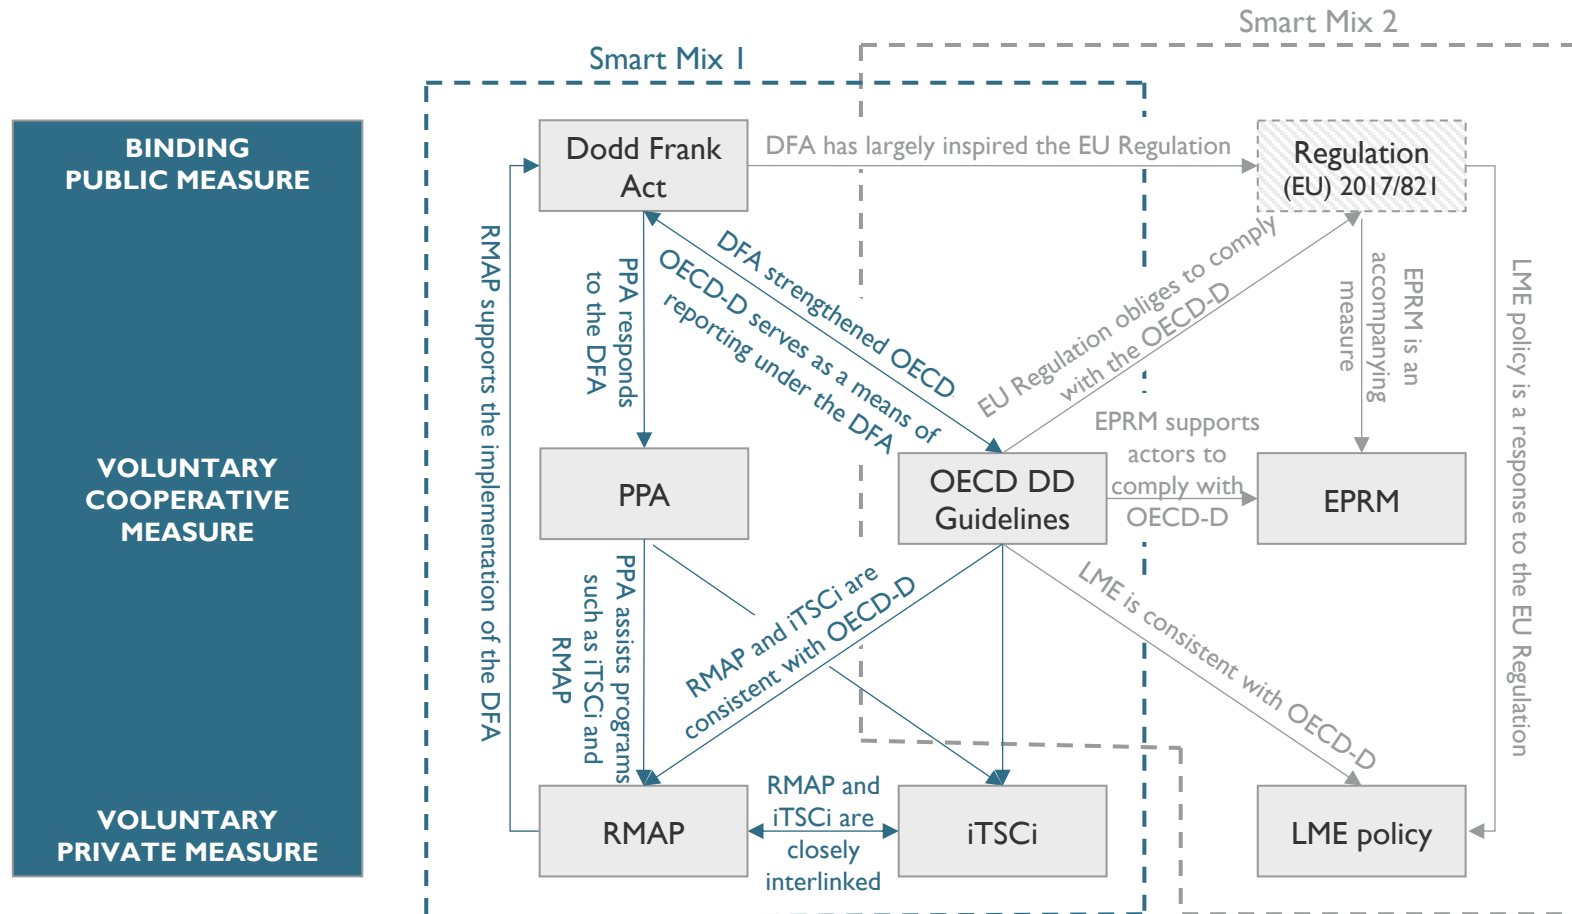 Smart Mix 2
Smart Mix 1
BINDING
PUBLIC MEASURE
Dodd Frank
Act
DFA has largely inspired the EU Regulation
Regulation
(EU) 2017/821
RMAP supports the implementation of the DFA
PPA responds
to the DFA
DFA strengthened OECD
OECD-D serves as a means of
reporting under the DFA
EU Regulation obliges to comply
with the OECD-D
EPRM is an
accompanying
measure
LME policy is a response to the EU Regulation
VOLUNTARY
COOPERATIVE
MEASURE
PPA
OECD DD
Guidelines
EPRM supports
actors to
comply with
OECD-D
EPRM
PPA assists programs
such as iTSCi and
RMAP
RMAP and iTSCi are
consistent with OECD-D
LME is consistent with OECD-D
VOLUNTARY
PRIVATE MEASURE
RMAP
RMAP and
iTSCi are
closely
interlinked
iTSCi
LME policy